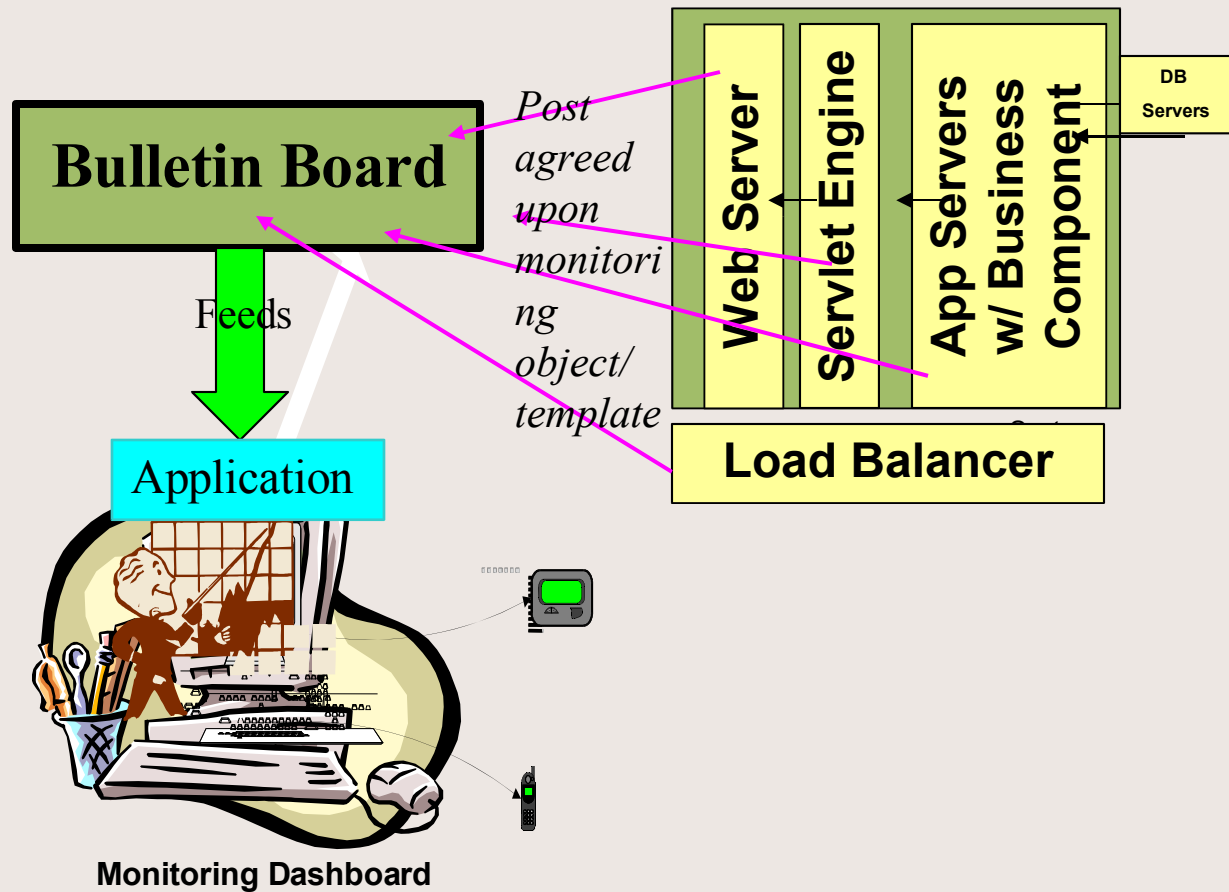 Bulletin Board
Post
agreed
upon
monitori
ng
object/
template
Web Server
Servlet Engine
App Servers
w/ Business
Component
DB
Servers
Feeds
Load Balancer
Application
Monitoring Dashboard